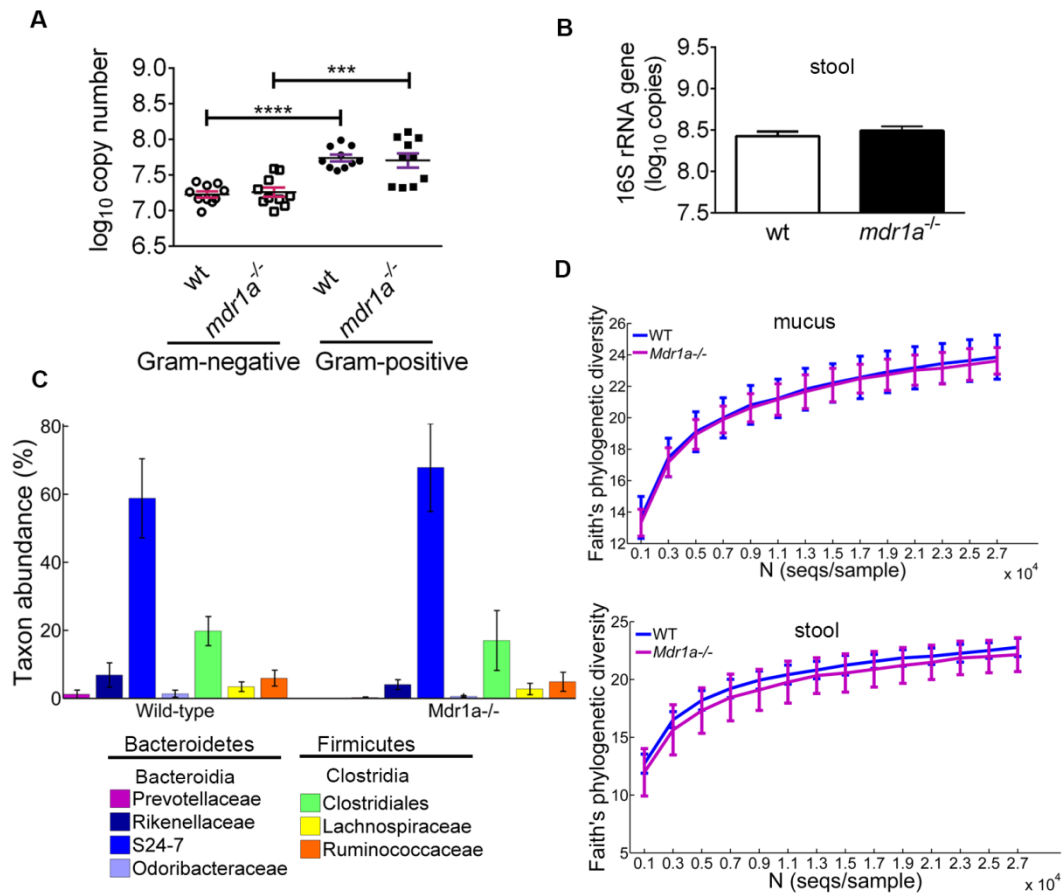 A
log10 copy number
9.0
8.5
8.0
7.5
7.0
6.5
****
***
wt
mdr1a-/-
wt
mdr1a-/-
Gram-negative
Gram-positive
B
16S rRNA gene
(log10 copies)
9.5
9.0
8.5
8.0
7.5
stool
wt
mdr1a-/-
C
Taxon abundance (%)
80
60
40
20
0
Wild-type
Mdr1a-/-
Bacteroidetes
Bacteroidia
Prevotellaceae
Rikenellaceae
S24-7
Odoribacteraceae
Firmicutes
Clostridia
Clostridiales
Lachnospiraceae
Ruminococcaceae
D
mucus
WT
Mdr1a-/-
Faith's phylogenetic diversity
26
24
22
20
18
16
14
12
0.1 0.3 0.5 0.7 0.9 1.1 1.3 1.5 1.7 1.9 2.1 2.3 2.5 2.7
N (seqs/sample)
x 10^4
stool
WT
Mdr1a-/-
Faith's phylogenetic diversity
25
20
15
10
5
0.1 0.3 0.5 0.7 0.9 1.1 1.3 1.5 1.7 1.9 2.1 2.3 2.5 2.7
N (seqs/sample)
x 10^4